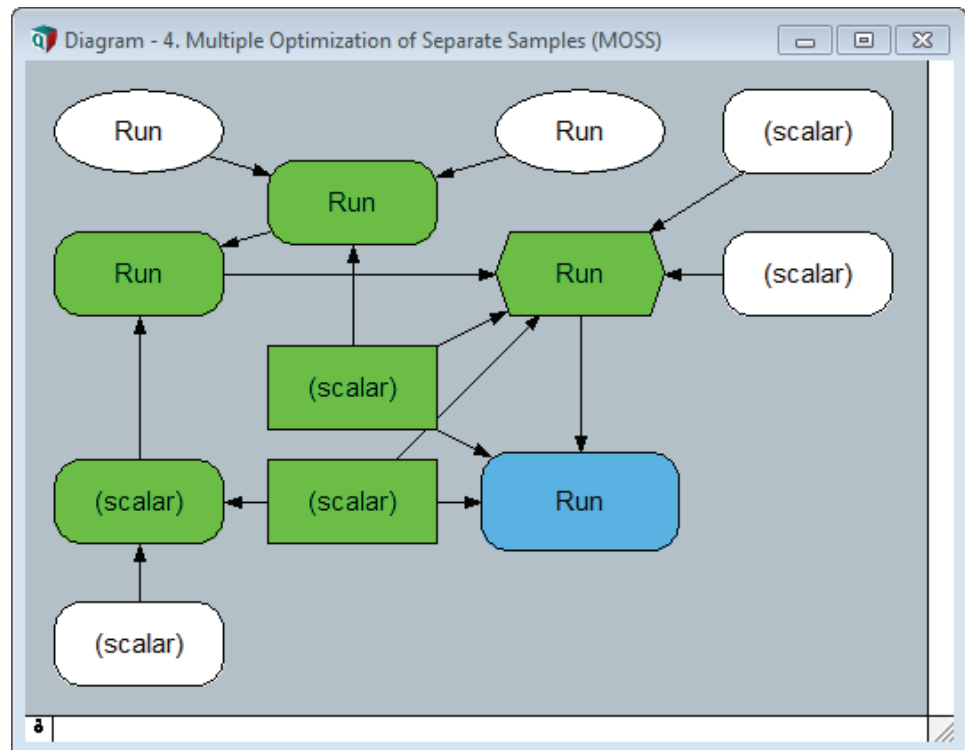 Diagram - 4. Multiple Optimization of Separate Samples (MOSS)
Run
Run
(scalar)
Run
Run
Run
(scalar)
(scalar)
(scalar)
(scalar)
Run
(scalar)